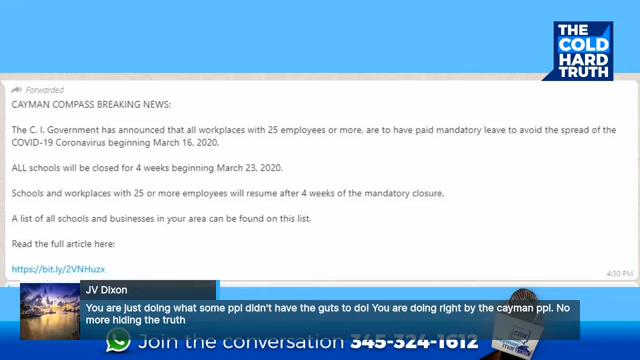 THE
COLD
HARD
TRUTH
Forwarded
CAYMAN COMPASS BREAKING NEWS:
The C. I. Government has announced that all workplaces with 25 employees or more, are to have paid mandatory leave to avoid the spread of the
COVID-19 Coronavirus beginning March 16, 2020.
ALL schools will be closed for 4 weeks beginning March 23, 2020.
Schools and workplaces with 25 or more employees will resume after 4 weeks of the mandatory closure.
A list of all schools and businesses in your area can be found on this list.
Read the full article here:
https://bit.ly/2VNHuzx
4:30 PM
JV Dixon
You are just doing what some ppl didn't have the guts to do! You are doing right by the cayman ppl. No
more hiding the truth
Join the conversation 345-324-1612